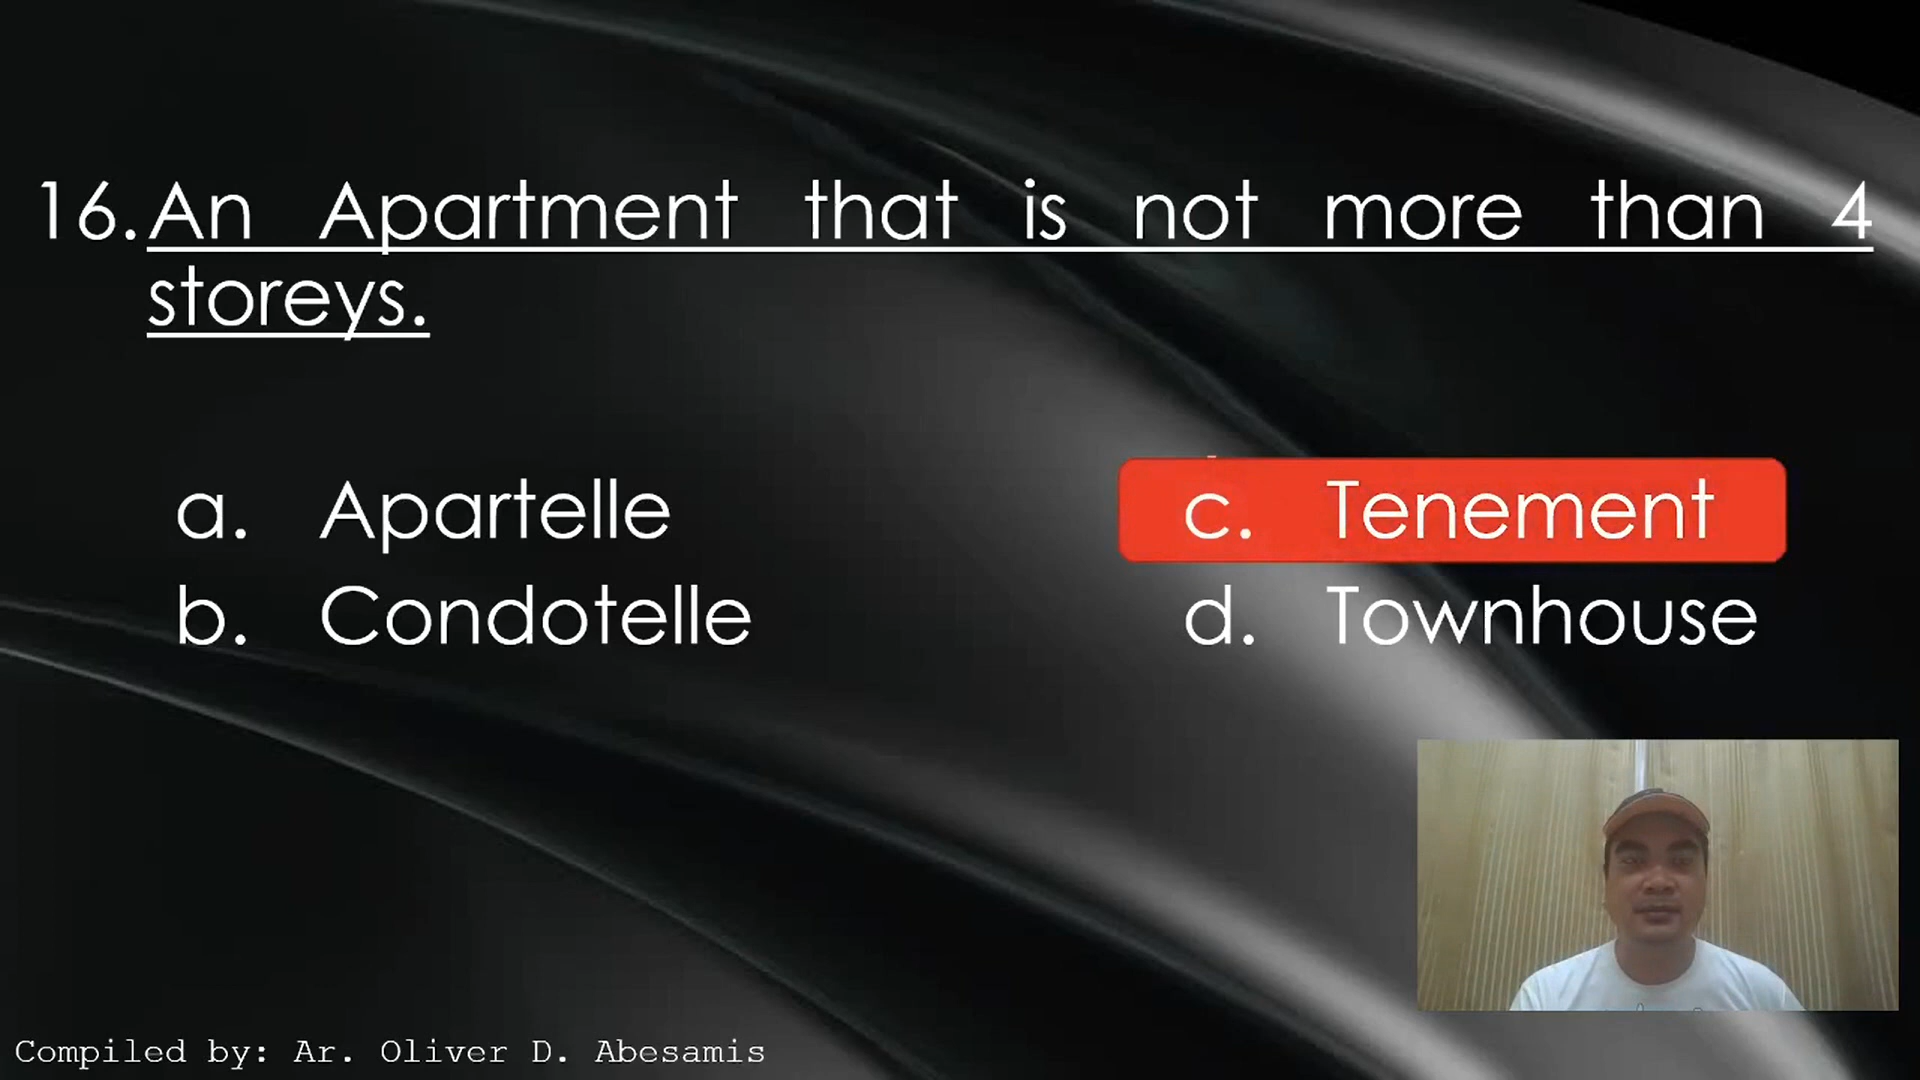 16. An Apartment that is not more than 4
storeys.
a. Apartelle
b. Condotelle
c. Tenement
d. Townhouse
Compiled by: Ar. Oliver D. Abesamis